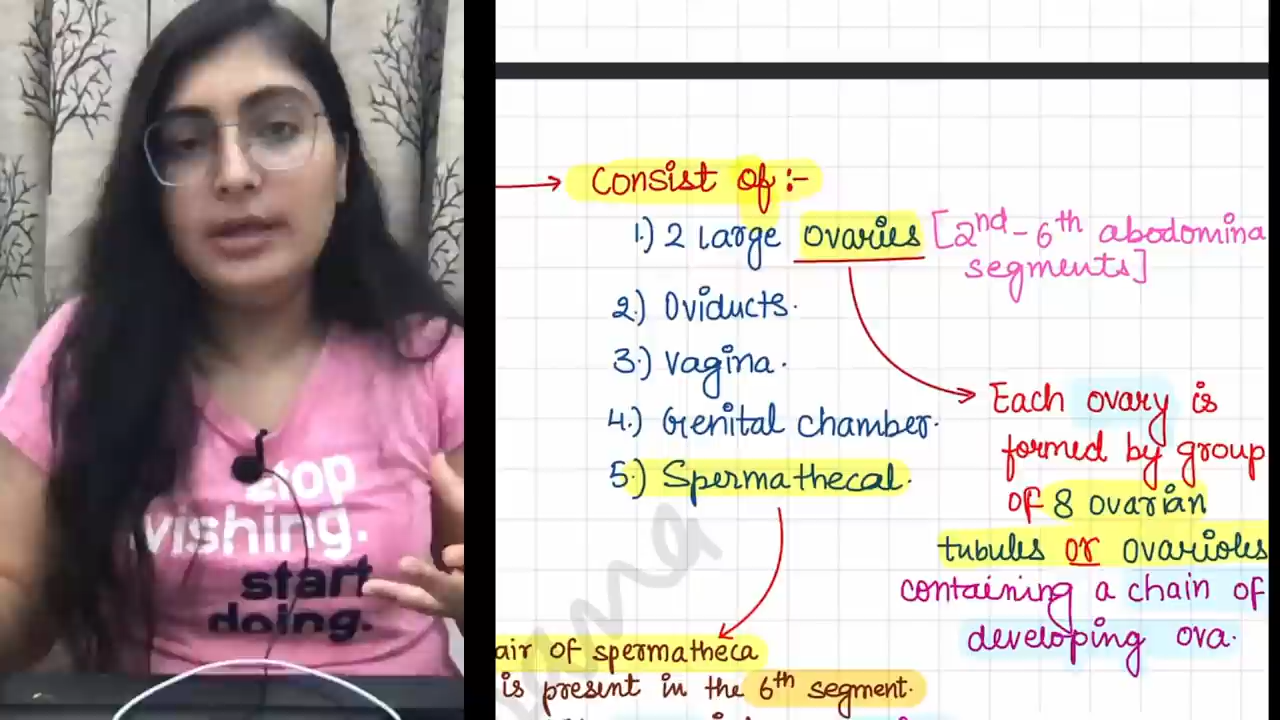 stop
wishing.
start
doing.
Consist of :-
1.) 2 large ovaries [2nd - 6th abodomina
segments]
2.) Oviducts.
3.) Vagina.
4.) Genital chamber.
5.) Spermathecal.
Each ovary is
formed by group
of 8 ovarian
tubules or ovarioles
containing a chain of
developing ova.
air of spermatheca
is present in the 6th segment.